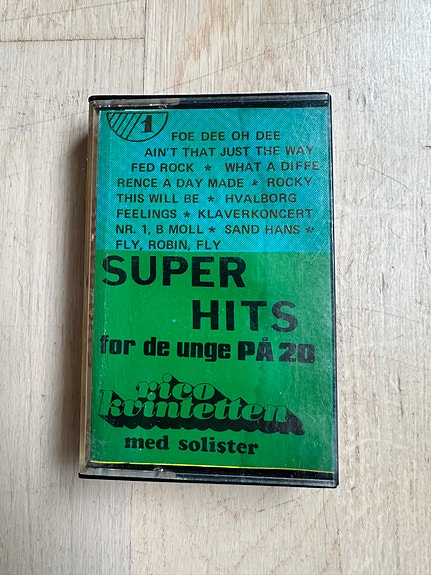 1
FOE DEE OH DEE
AIN'T THAT JUST THE WAY
FED ROCK * WHAT A DIFFE
RENCE A DAY MADE * ROCKY
THIS WILL BE * HVALBORG
FEELINGS * KLAVERKONCERT
NR. 1, B MOLL * SAND HANS *
FLY, ROBIN, FLY
SUPER
HITS
for de unge PÅ 20
rico
kvintetten
med solister